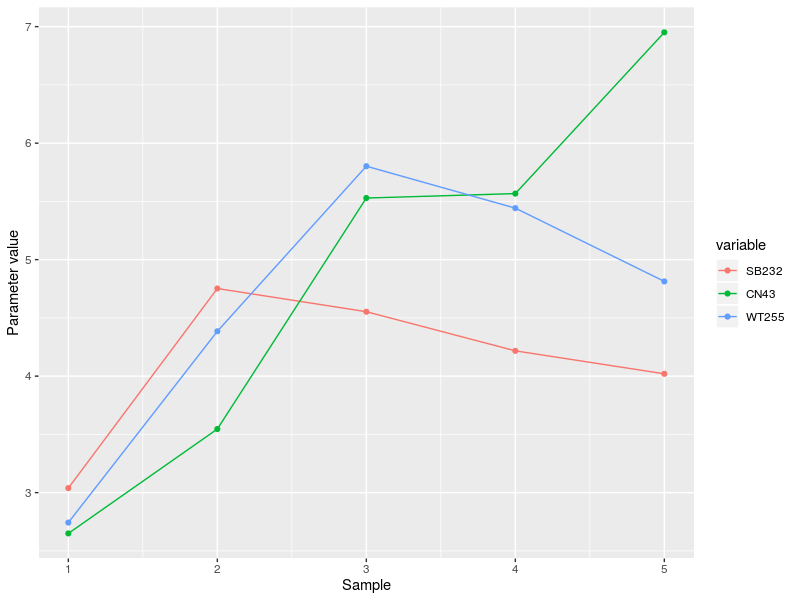 7
6
5
4
3
Parameter value
1 2 3 4 5
Sample
variable
SB232
CN43
WT255